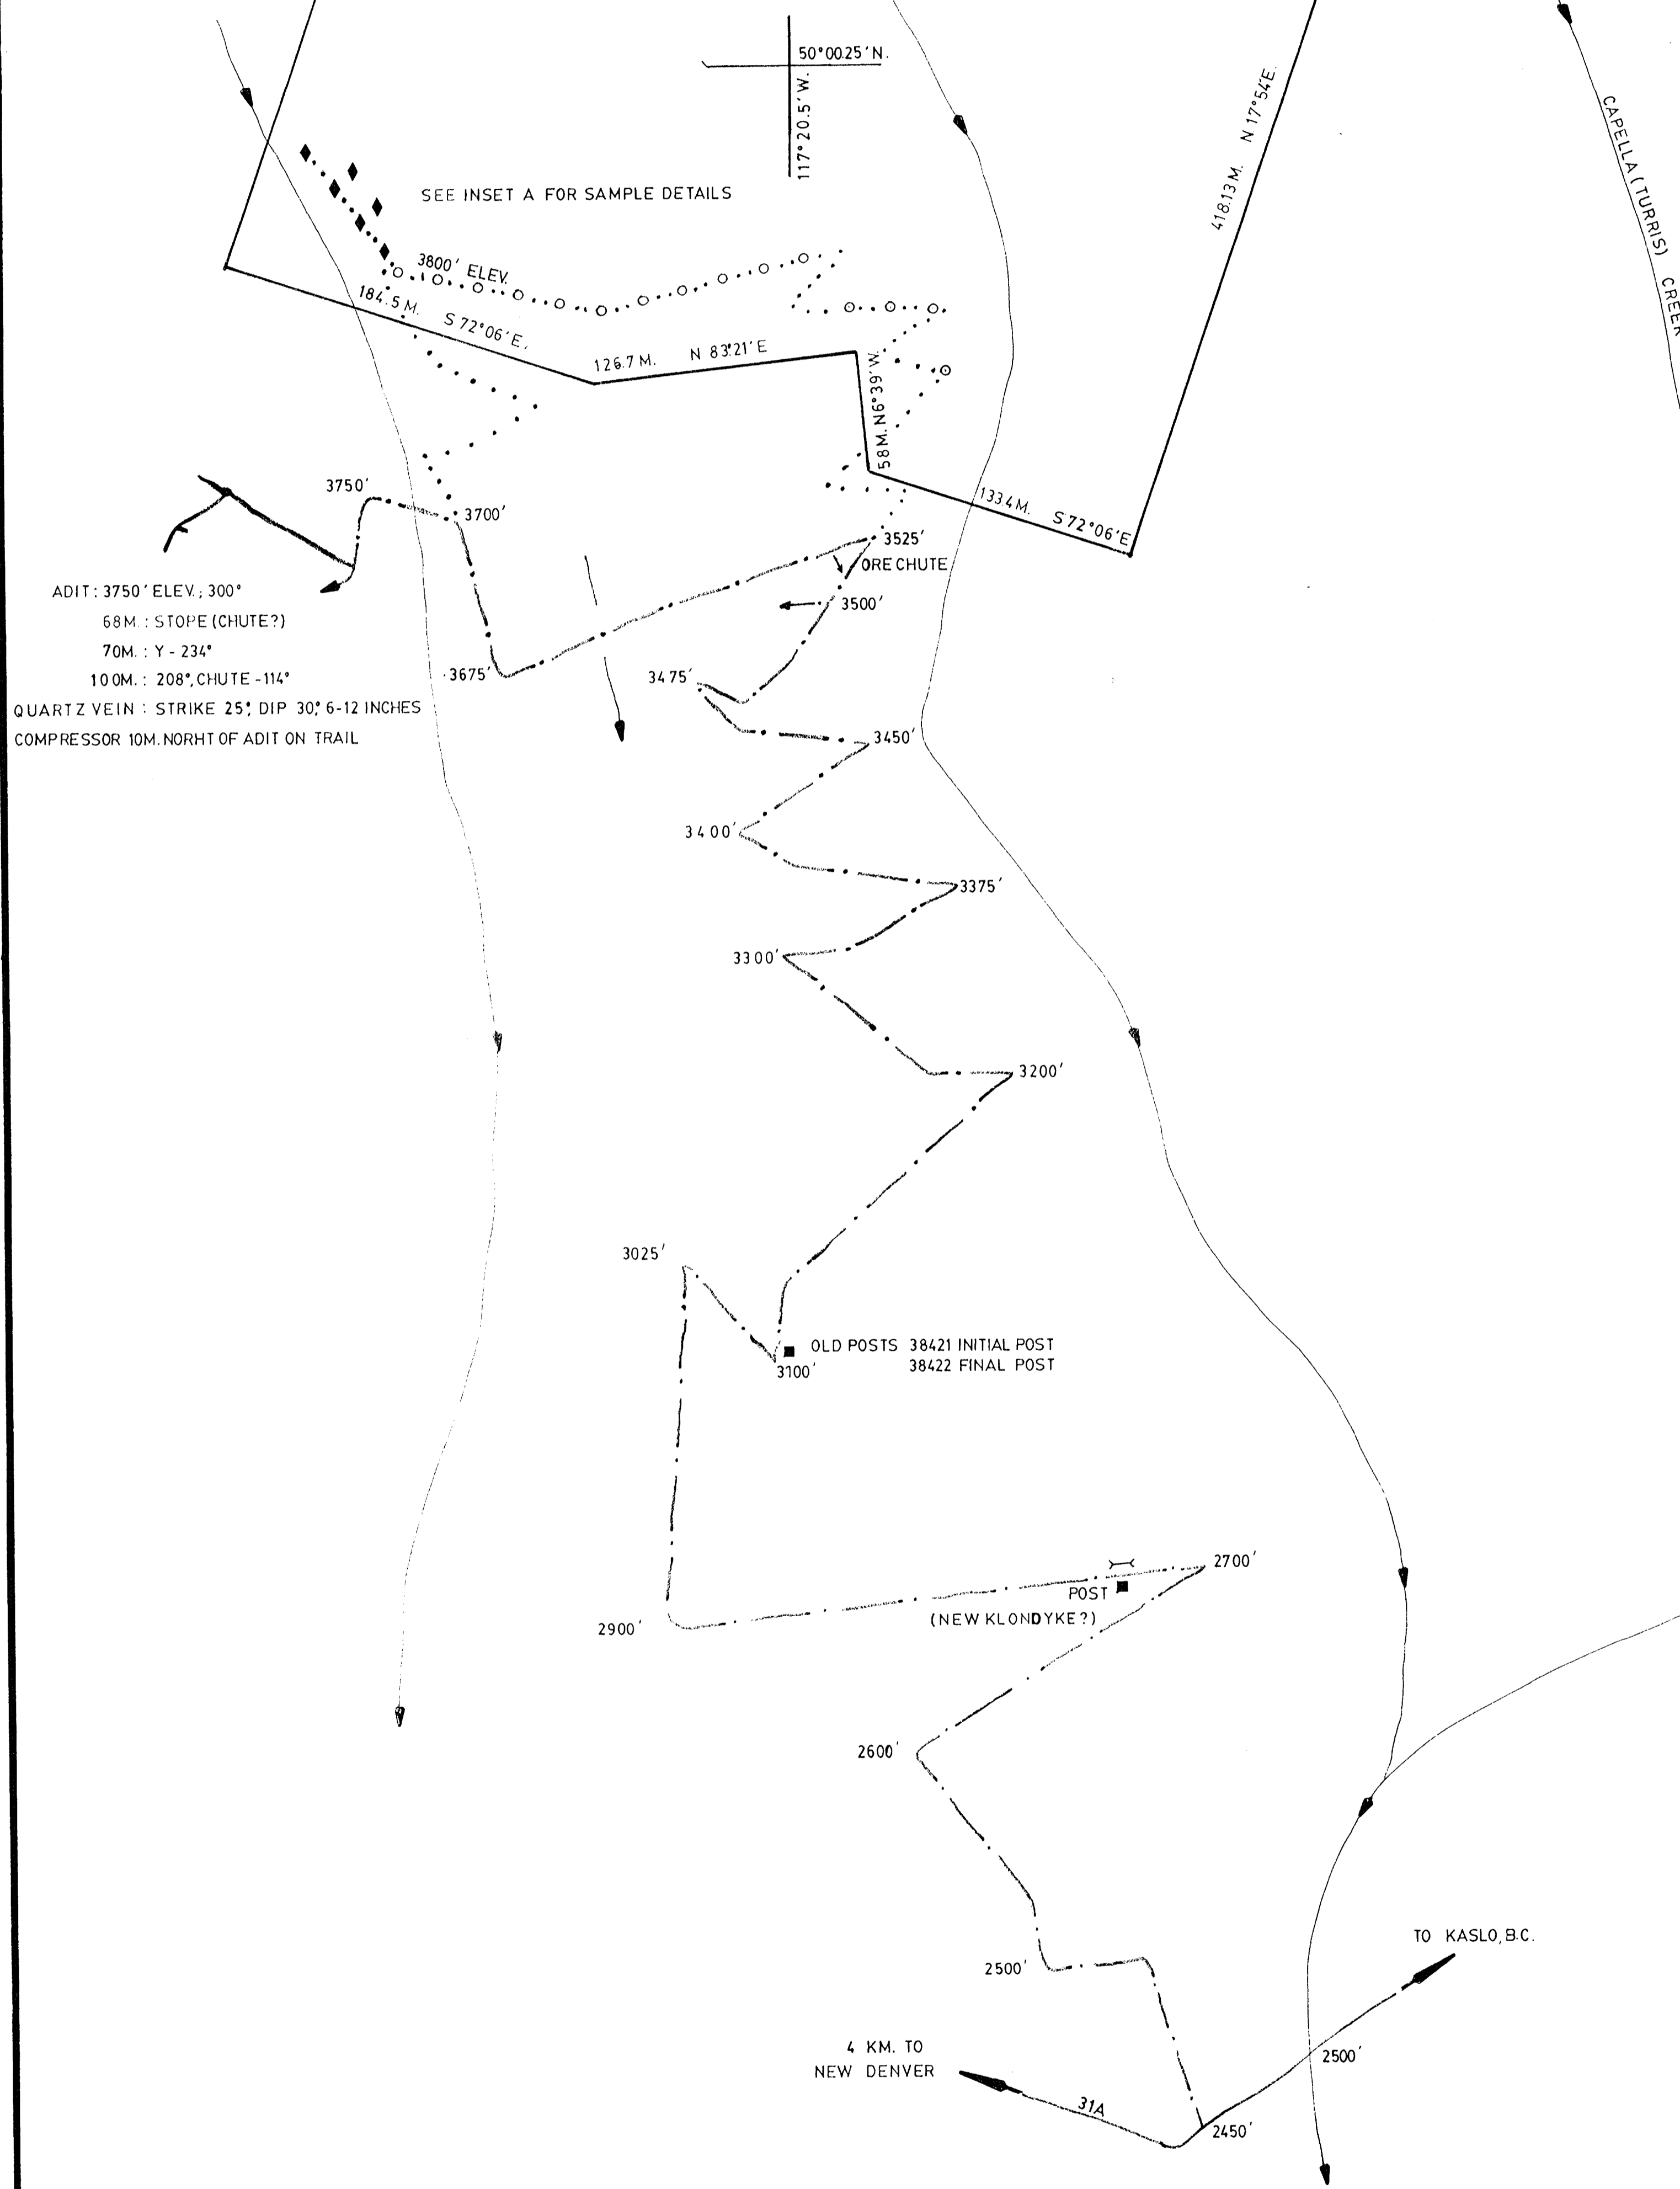 50°00.25'N.
117° 20.5' W.
418.13 M. N 17°54'E.
CAPELLA (TURRIS) CREEK
SEE INSET A FOR SAMPLE DETAILS
3800' ELEV.
184.5 M. S 72°06'E.
126.7 M. N 83°21'E
58M. N6°39'W.
133.4 M. S 72°06'E
3750'
3700'
3525'
ORE CHUTE
3500'
ADIT: 3750' ELEV.; 300°
68M.: STOPE (CHUTE?)
70M.: Y - 234°
100M.: 208°, CHUTE -114°
QUARTZ VEIN: STRIKE 25°, DIP 30°, 6-12 INCHES
COMPRESSOR 10M. NORHT OF ADIT ON TRAIL
3675'
3475'
3450'
3400'
3375'
3300'
3200'
3025'
OLD POSTS 38421 INITIAL POST
38422 FINAL POST
3100'
2700'
POST
(NEW KLONDYKE?)
2900'
2600'
TO KASLO, B.C.
2500'
4 KM. TO
NEW DENVER
2500'
31A
2450'